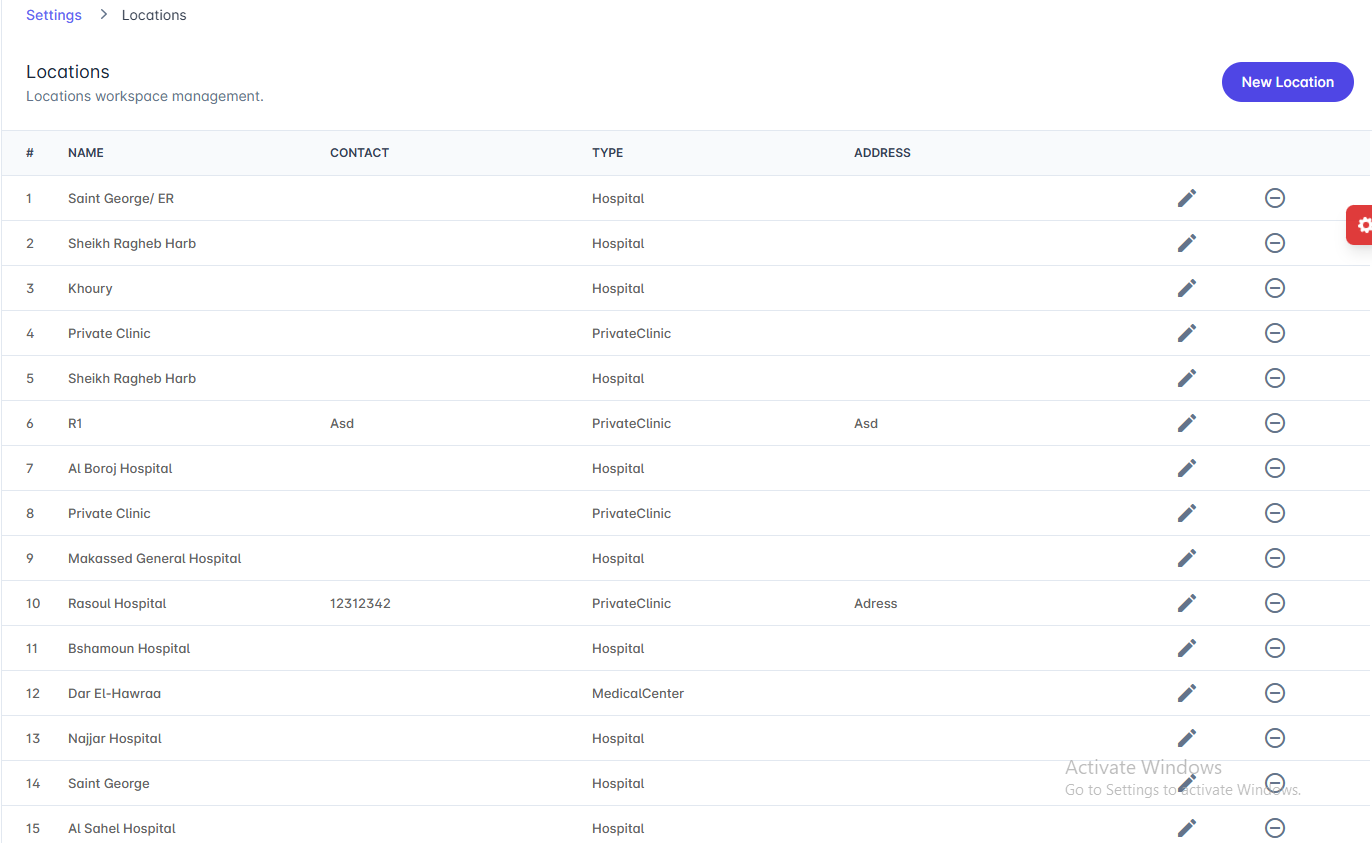 Settings > Locations
Locations
Locations workspace management.
New Location
# NAME CONTACT TYPE ADDRESS
1 Saint George/ ER Hospital
2 Sheikh Ragheb Harb Hospital
3 Khoury Hospital
4 Private Clinic PrivateClinic
5 Sheikh Ragheb Harb Hospital
6 R1 Asd PrivateClinic Asd
7 Al Boroj Hospital Hospital
8 Private Clinic PrivateClinic
9 Makassed General Hospital Hospital
10 Rasoul Hospital 12312342 PrivateClinic Adress
11 Bshamoun Hospital Hospital
12 Dar El-Hawraa MedicalCenter
13 Najjar Hospital Hospital
Activate Windows
14 Saint George Hospital
Go to Settings to activate Windows.
15 Al Sahel Hospital Hospital